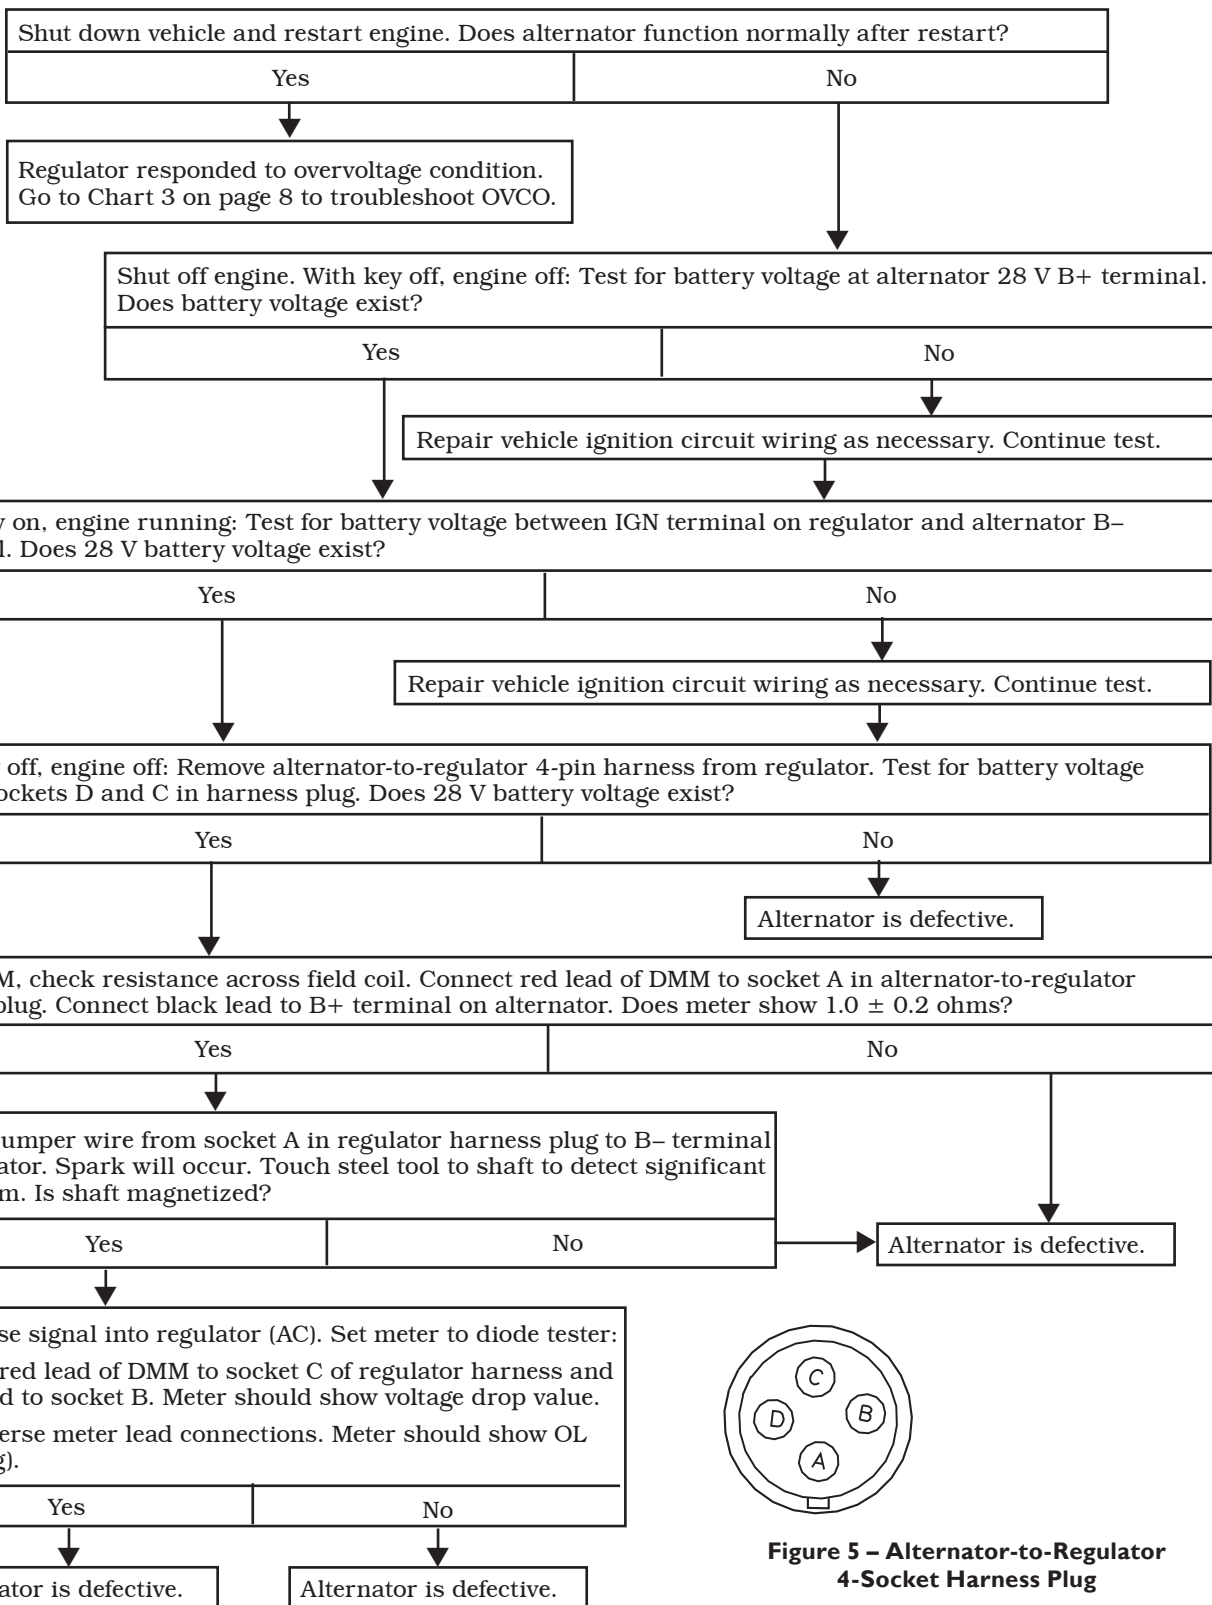 Shut down vehicle and restart engine. Does alternator function normally after restart?
Yes
No
Regulator responded to overvoltage condition.
Go to Chart 3 on page 8 to troubleshoot OVCO.
Shut off engine. With key off, engine off: Test for battery voltage at alternator 28 V B+ terminal.
Does battery voltage exist?
Yes
No
Repair vehicle ignition circuit wiring as necessary. Continue test.
on, engine running: Test for battery voltage between IGN terminal on regulator and alternator B–
Does 28 V battery voltage exist?
Yes
No
Repair vehicle ignition circuit wiring as necessary. Continue test.
off, engine off: Remove alternator-to-regulator 4-pin harness from regulator. Test for battery voltage
ockets D and C in harness plug. Does 28 V battery voltage exist?
Yes
No
Alternator is defective.
M, check resistance across field coil. Connect red lead of DMM to socket A in alternator-to-regulator
plug. Connect black lead to B+ terminal on alternator. Does meter show 1.0 ± 0.2 ohms?
Yes
No
umper wire from socket A in regulator harness plug to B– terminal
ator. Spark will occur. Touch steel tool to shaft to detect significant
m. Is shaft magnetized?
Yes
No
Alternator is defective.
se signal into regulator (AC). Set meter to diode tester:
red lead of DMM to socket C of regulator harness and
d to socket B. Meter should show voltage drop value.
erse meter lead connections. Meter should show OL
g).
Yes
No
ator is defective.
Alternator is defective.
C
D
B
A
Figure 5 – Alternator-to-Regulator
4-Socket Harness Plug